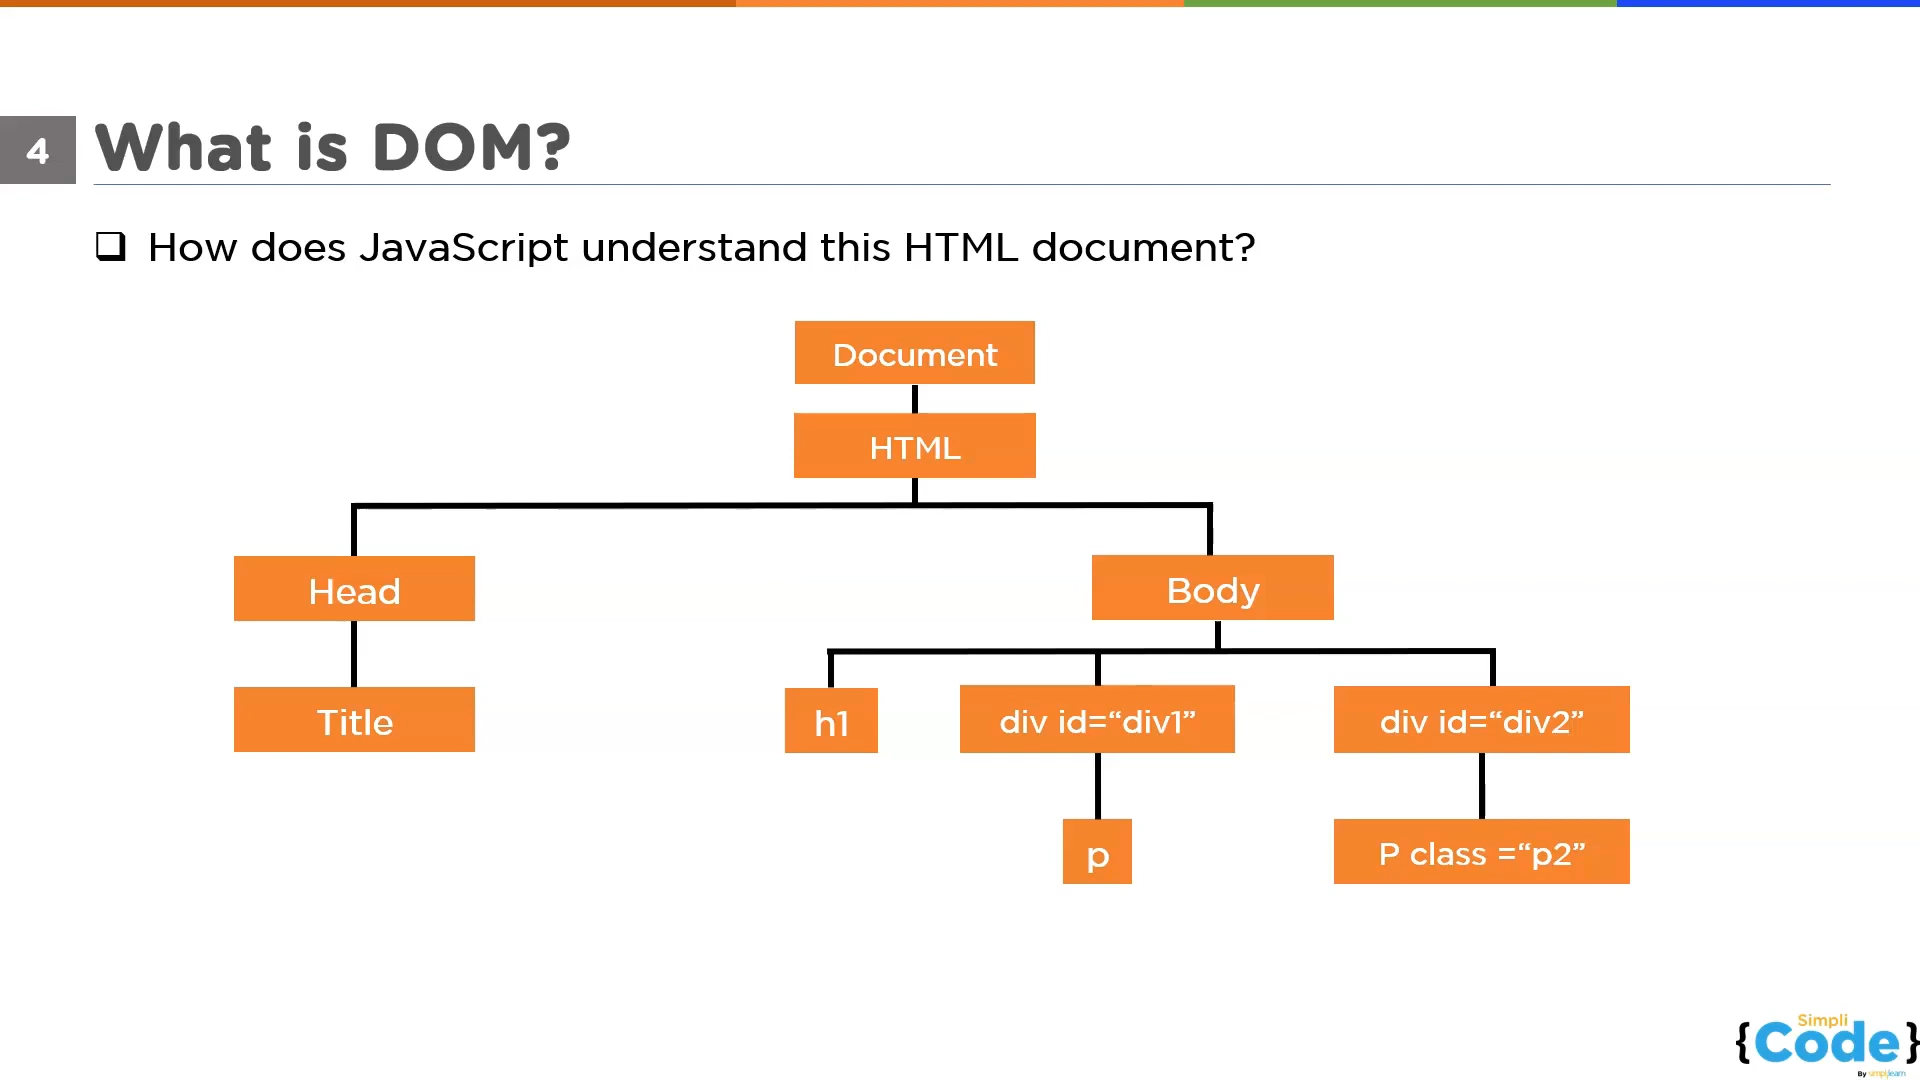 4
What is DOM?
❑ How does JavaScript understand this HTML document?
Document
HTML
Head
Body
Title
h1
div id=“div1”
div id=“div2”
p
P class =“p2”
Simpli
{Code}
By simplilearn